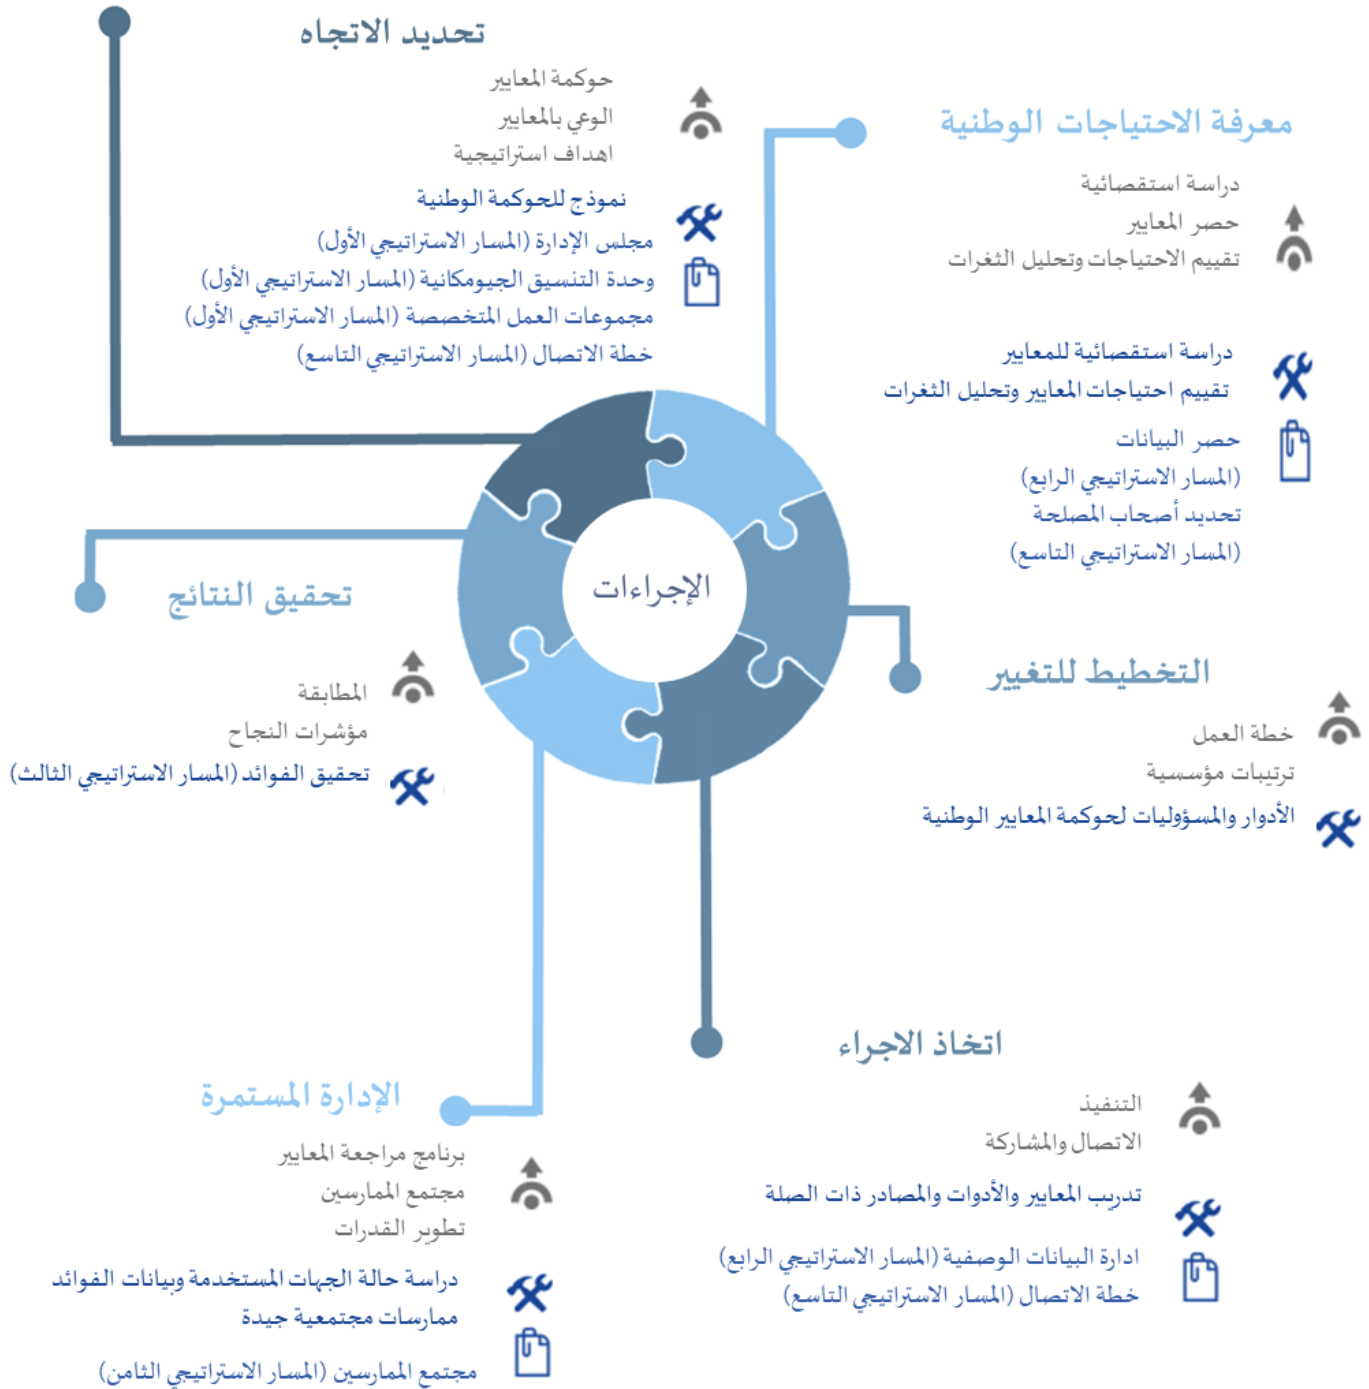 تحديد الاتجاه
حوكمة المعايير
الوعي بالمعايير
اهداف استراتيجية
نموذج للحوكمة الوطنية
مجلس الإدارة (المسار الاستراتيجي الأول)
وحدة التنسيق الجيومكانية (المسار الاستراتيجي الأول)
مجموعات العمل المتخصصة (المسار الاستراتيجي الأول)
خطة الاتصال (المسار الاستراتيجي التاسع)
معرفة الاحتياجات الوطنية
دراسة استقصائية
حصر المعايير
تقييم الاحتياجات وتحليل الثغرات
دراسة استقصائية للمعايير
تقييم احتياجات المعايير وتحليل الثغرات
حصر البيانات
(المسار الاستراتيجي الرابع)
تحديد أصحاب المصلحة
(المسار الاستراتيجي التاسع)
الإجراءات
التخطيط للتغيير
خطة العمل
ترتيبات مؤسسية
الأدوار والمسؤوليات لحوكمة المعايير الوطنية
اتخاذ الاجراء
التنفيذ
الاتصال والمشاركة
تدريب المعايير والأدوات والمصادر ذات الصلة
ادارة البيانات الوصفية (المسار الاستراتيجي الرابع)
خطة الاتصال (المسار الاستراتيجي التاسع)
الإدارة المستمرة
برنامج مراجعة المعايير
مجتمع الممارسين
تطوير القدرات
دراسة حالة الجهات المستخدمة وبيانات الفوائد
ممارسات مجتمعية جيدة
مجتمع الممارسين (المسار الاستراتيجي الثامن)
تحقيق النتائج
المطابقة
مؤشرات النجاح
تحقيق الفوائد (المسار الاستراتيجي الثالث)